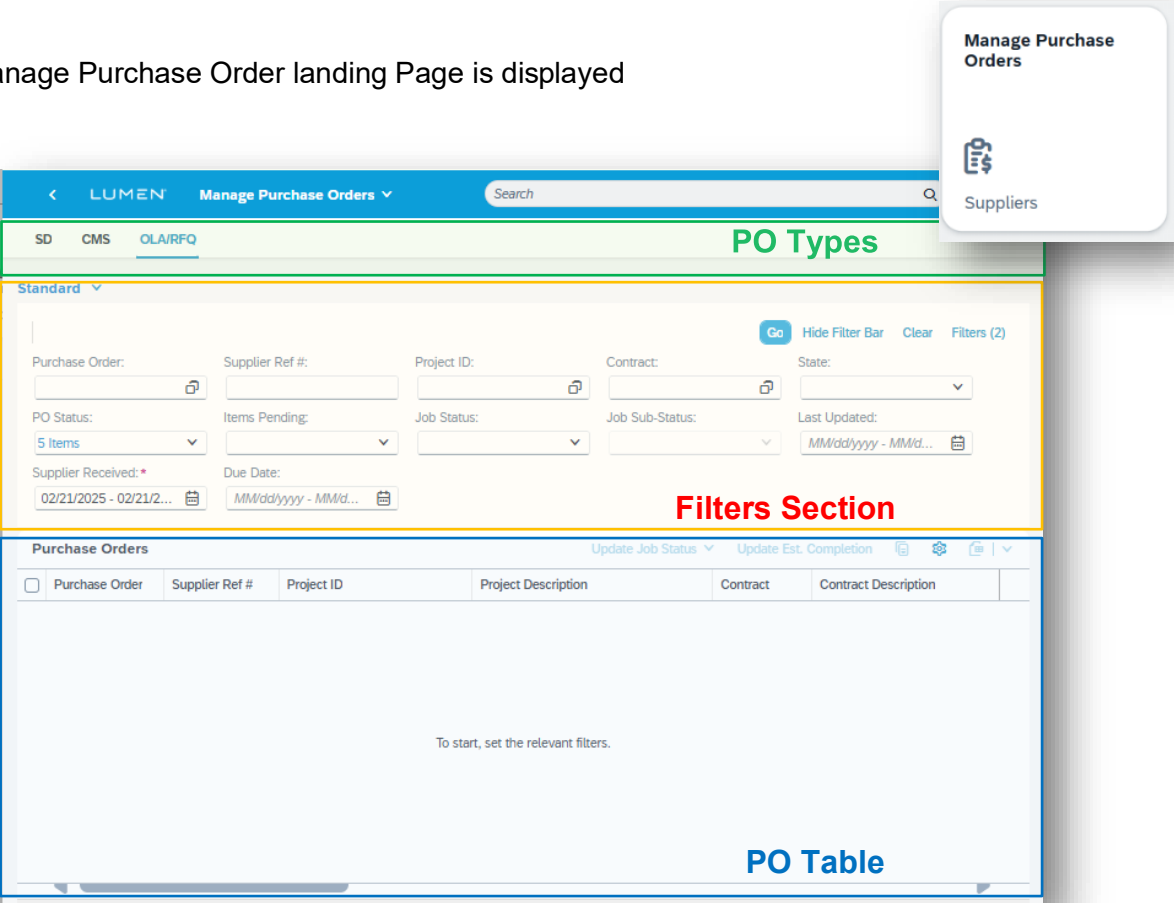 Manage Purchase
Orders
Suppliers
anage Purchase Order landing Page is displayed
LUMEN Manage Purchase Orders Search
SD CMS OLA/RFQ PO Types
Standard
Go Hide Filter Bar Clear Filters (2)
Purchase Order: Supplier Ref #: Project ID: Contract: State:
PO Status: Items Pending: Job Status: Job Sub-Status: Last Updated:
5 Items MM/dd/yyyy - MM/d...
Supplier Received: * Due Date:
02/21/2025 - 02/21/2... MM/dd/yyyy - MM/d...
Filters Section
Purchase Orders Update Job Status Update Est. Completion
Purchase Order Supplier Ref # Project ID Project Description Contract Contract Description
To start, set the relevant filters.
PO Table